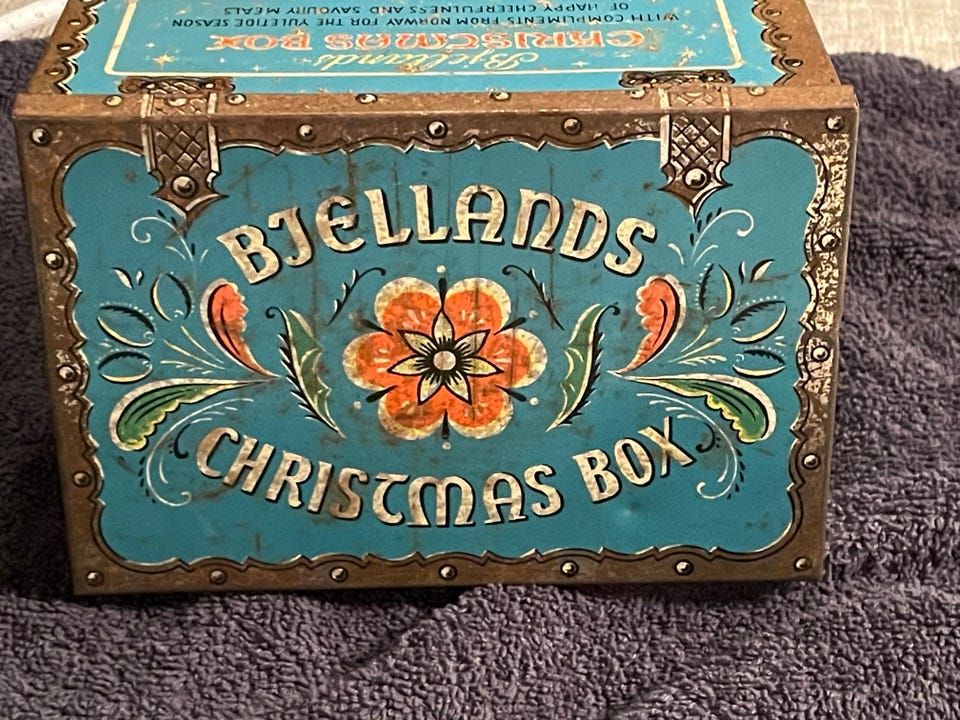 Bjellands
CHRISTMAS BOX
WITH COMPLIMENTS FROM NORWAY FOR THE YULETIDE SEASON
OF HAPPY CHEERFULNESS AND SAVOURY MEALS
BJELLANDS
CHRISTMAS BOX